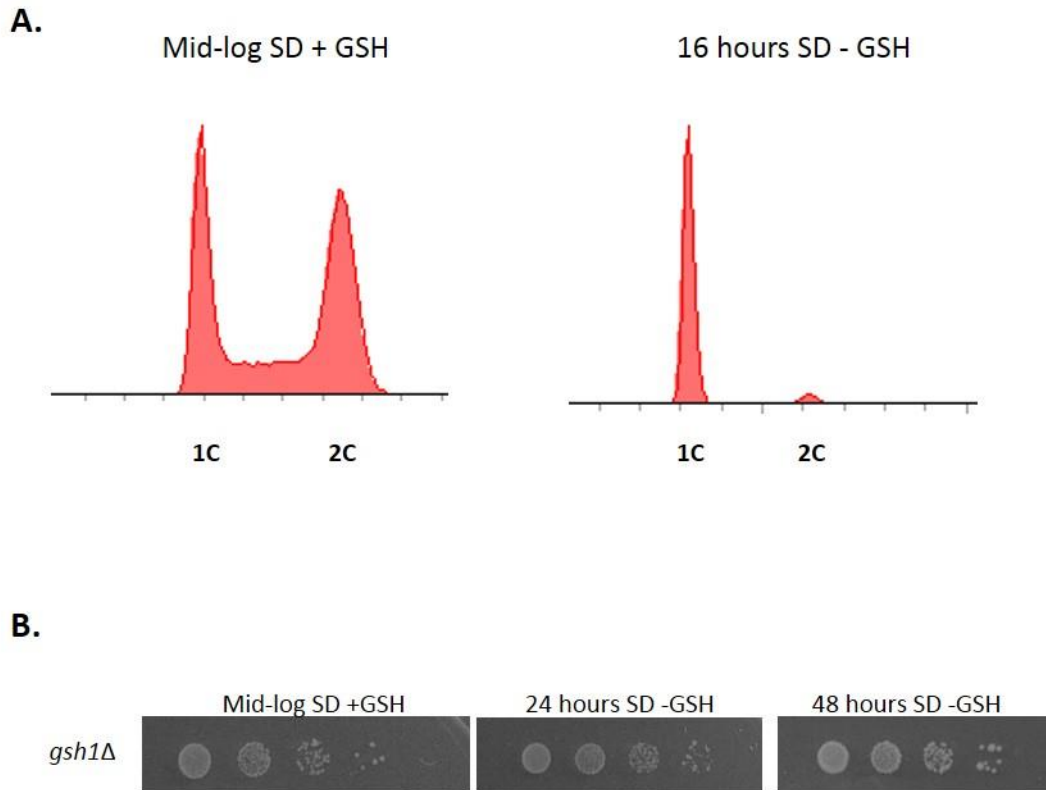 A.
Mid-log SD + GSH
16 hours SD - GSH
1C 2C
1C 2C
B.
Mid-log SD +GSH
24 hours SD -GSH
48 hours SD -GSH
gsh1Δ